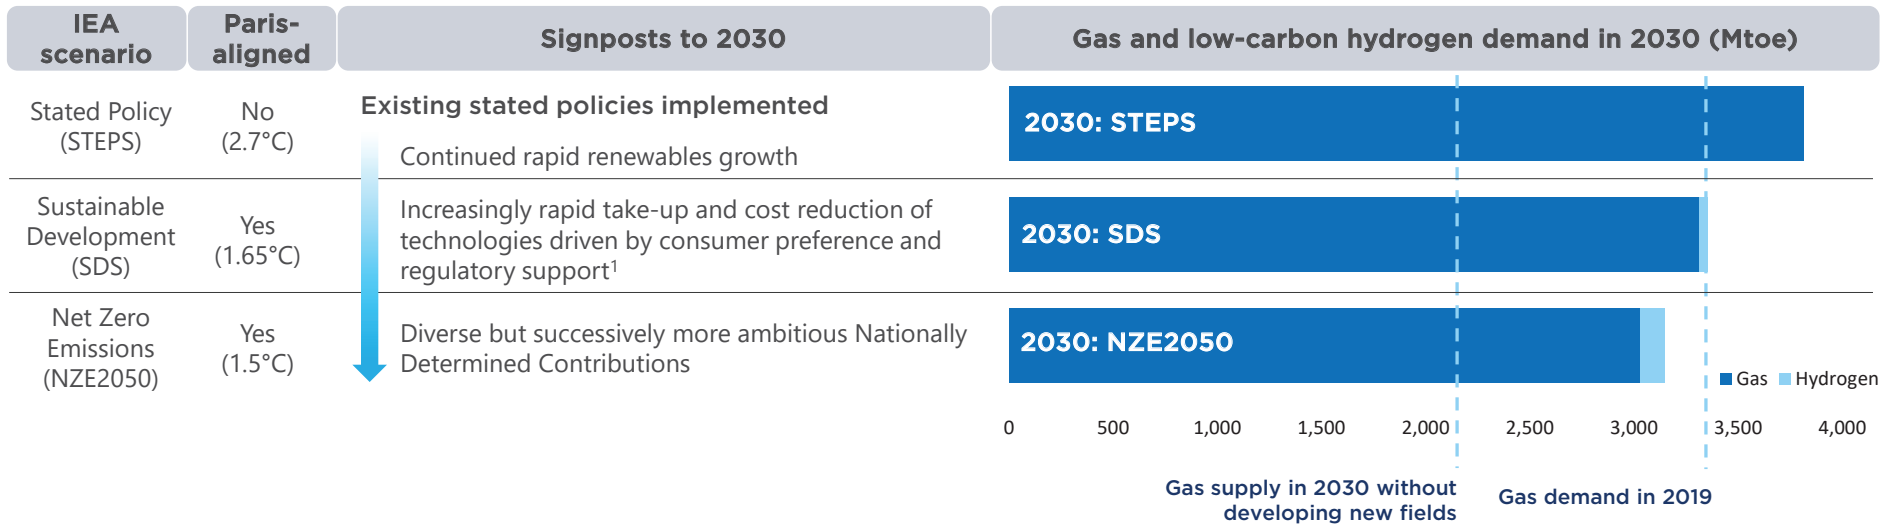 IEA
scenario
Paris-
aligned
Signposts to 2030
Gas and low-carbon hydrogen demand in 2030 (Mtoe)
Stated Policy
(STEPS)
No
(2.7°C)
Existing stated policies implemented
Continued rapid renewables growth
2030: STEPS
Sustainable
Development
(SDS)
Yes
(1.65°C)
Increasingly rapid take-up and cost reduction of
technologies driven by consumer preference and
regulatory support¹
2030: SDS
Net Zero
Emissions
(NZE2050)
Yes
(1.5°C)
Diverse but successively more ambitious Nationally
Determined Contributions
2030: NZE2050
Gas Hydrogen
0 500 1,000 1,500 2,000 2,500 3,000 3,500 4,000
Gas supply in 2030 without
developing new fields
Gas demand in 2019